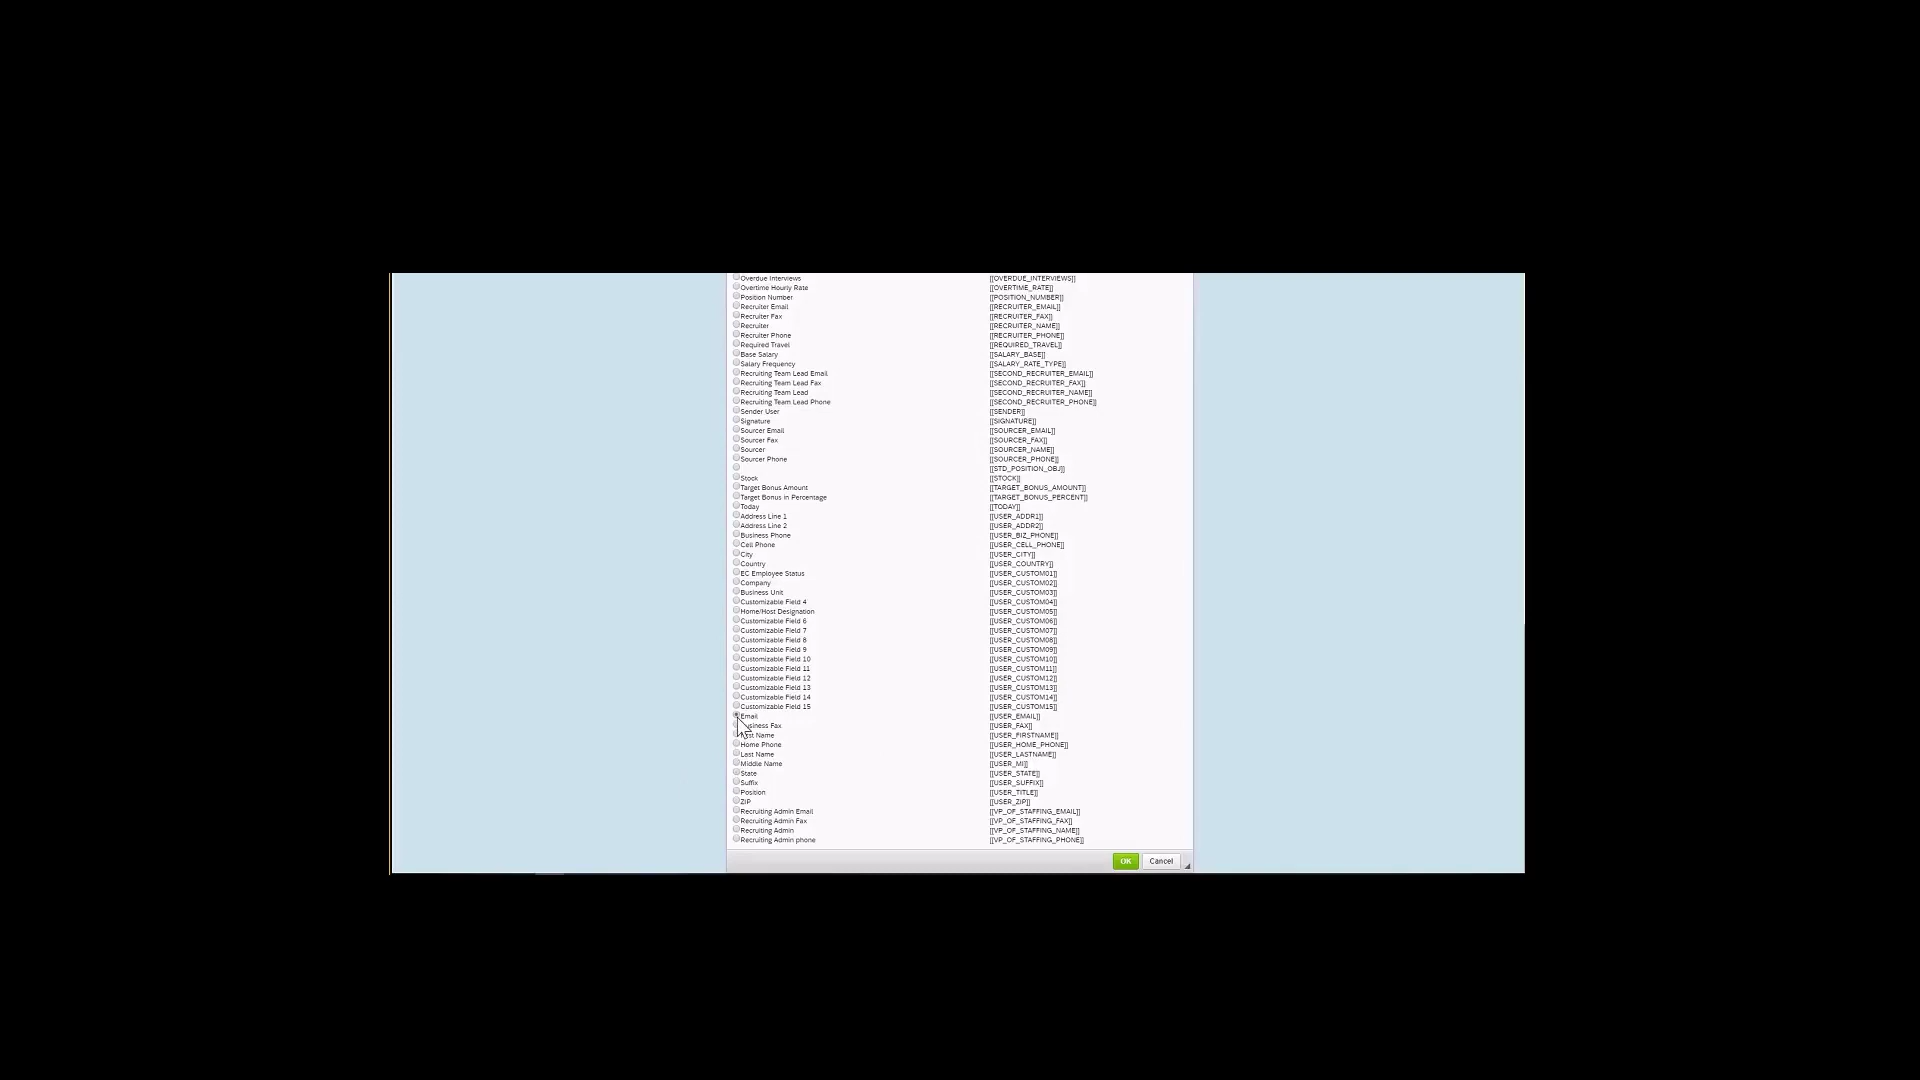 Overdue Interviews [[OVERDUE_INTERVIEWS]]
Overtime Hourly Rate [[OVERTIME_RATE]]
Position Number [[POSITION_NUMBER]]
Recruiter Email [[RECRUITER_EMAIL]]
Recruiter Fax [[RECRUITER_FAX]]
Recruiter [[RECRUITER_NAME]]
Recruiter Phone [[RECRUITER_PHONE]]
Required Travel [[REQUIRED_TRAVEL]]
Base Salary [[SALARY_BASE]]
Salary Frequency [[SALARY_RATE_TYPE]]
Recruiting Team Lead Email [[SECOND_RECRUITER_EMAIL]]
Recruiting Team Lead Fax [[SECOND_RECRUITER_FAX]]
Recruiting Team Lead [[SECOND_RECRUITER_NAME]]
Recruiting Team Lead Phone [[SECOND_RECRUITER_PHONE]]
Sender User [[SENDER]]
Signature [[SIGNATURE]]
Sourcer Email [[SOURCER_EMAIL]]
Sourcer Fax [[SOURCER_FAX]]
Sourcer [[SOURCER_NAME]]
Sourcer Phone [[SOURCER_PHONE]]
[[STD_POSITION_OBJ]]
Stock [[STOCK]]
Target Bonus Amount [[TARGET_BONUS_AMOUNT]]
Target Bonus in Percentage [[TARGET_BONUS_PERCENT]]
Today [[TODAY]]
Address Line 1 [[USER_ADDR1]]
Address Line 2 [[USER_ADDR2]]
Business Phone [[USER_BIZ_PHONE]]
Cell Phone [[USER_CELL_PHONE]]
City [[USER_CITY]]
Country [[USER_COUNTRY]]
EC Employee Status [[USER_CUSTOM01]]
Company [[USER_CUSTOM02]]
Business Unit [[USER_CUSTOM03]]
Customizable Field 4 [[USER_CUSTOM04]]
Home/Host Designation [[USER_CUSTOM05]]
Customizable Field 6 [[USER_CUSTOM06]]
Customizable Field 7 [[USER_CUSTOM07]]
Customizable Field 8 [[USER_CUSTOM08]]
Customizable Field 9 [[USER_CUSTOM09]]
Customizable Field 10 [[USER_CUSTOM10]]
Customizable Field 11 [[USER_CUSTOM11]]
Customizable Field 12 [[USER_CUSTOM12]]
Customizable Field 13 [[USER_CUSTOM13]]
Customizable Field 14 [[USER_CUSTOM14]]
Customizable Field 15 [[USER_CUSTOM15]]
Email [[USER_EMAIL]]
Fax [[USER_FAX]]
Name [[USER_FIRSTNAME]]
Home Phone [[USER_HOME_PHONE]]
Last Name [[USER_LASTNAME]]
Middle Name [[USER_MI]]
State [[USER_STATE]]
Suffix [[USER_SUFFIX]]
Position [[USER_TITLE]]
ZIP [[USER_ZIP]]
Recruiting Admin Email [[VP_OF_STAFFING_EMAIL]]
Recruiting Admin Fax [[VP_OF_STAFFING_FAX]]
Recruiting Admin [[VP_OF_STAFFING_NAME]]
Recruiting Admin phone [[VP_OF_STAFFING_PHONE]]
OK Cancel